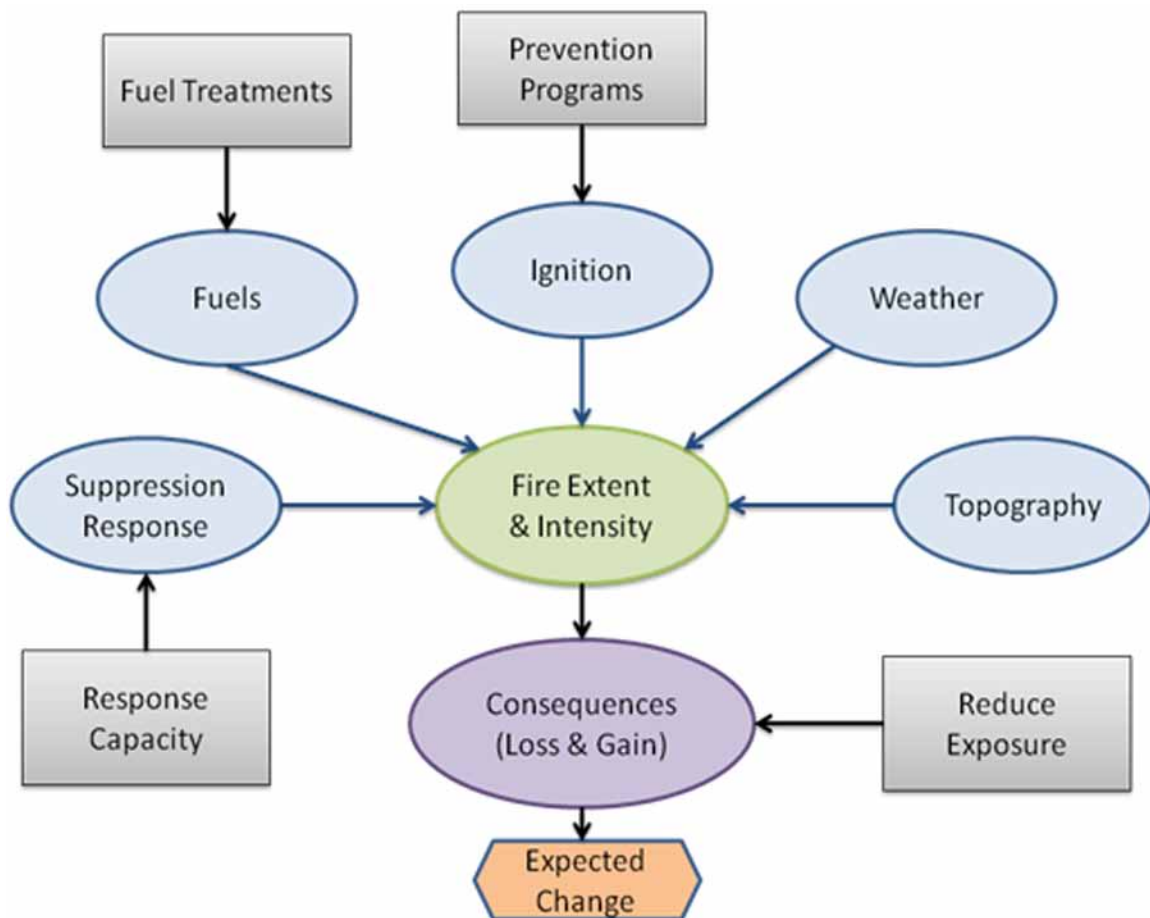 Fuel Treatments
Prevention
Programs
Fuels
Ignition
Weather
Suppression
Response
Fire Extent
& Intensity
Topography
Response
Capacity
Consequences
(Loss & Gain)
Reduce
Exposure
Expected
Change